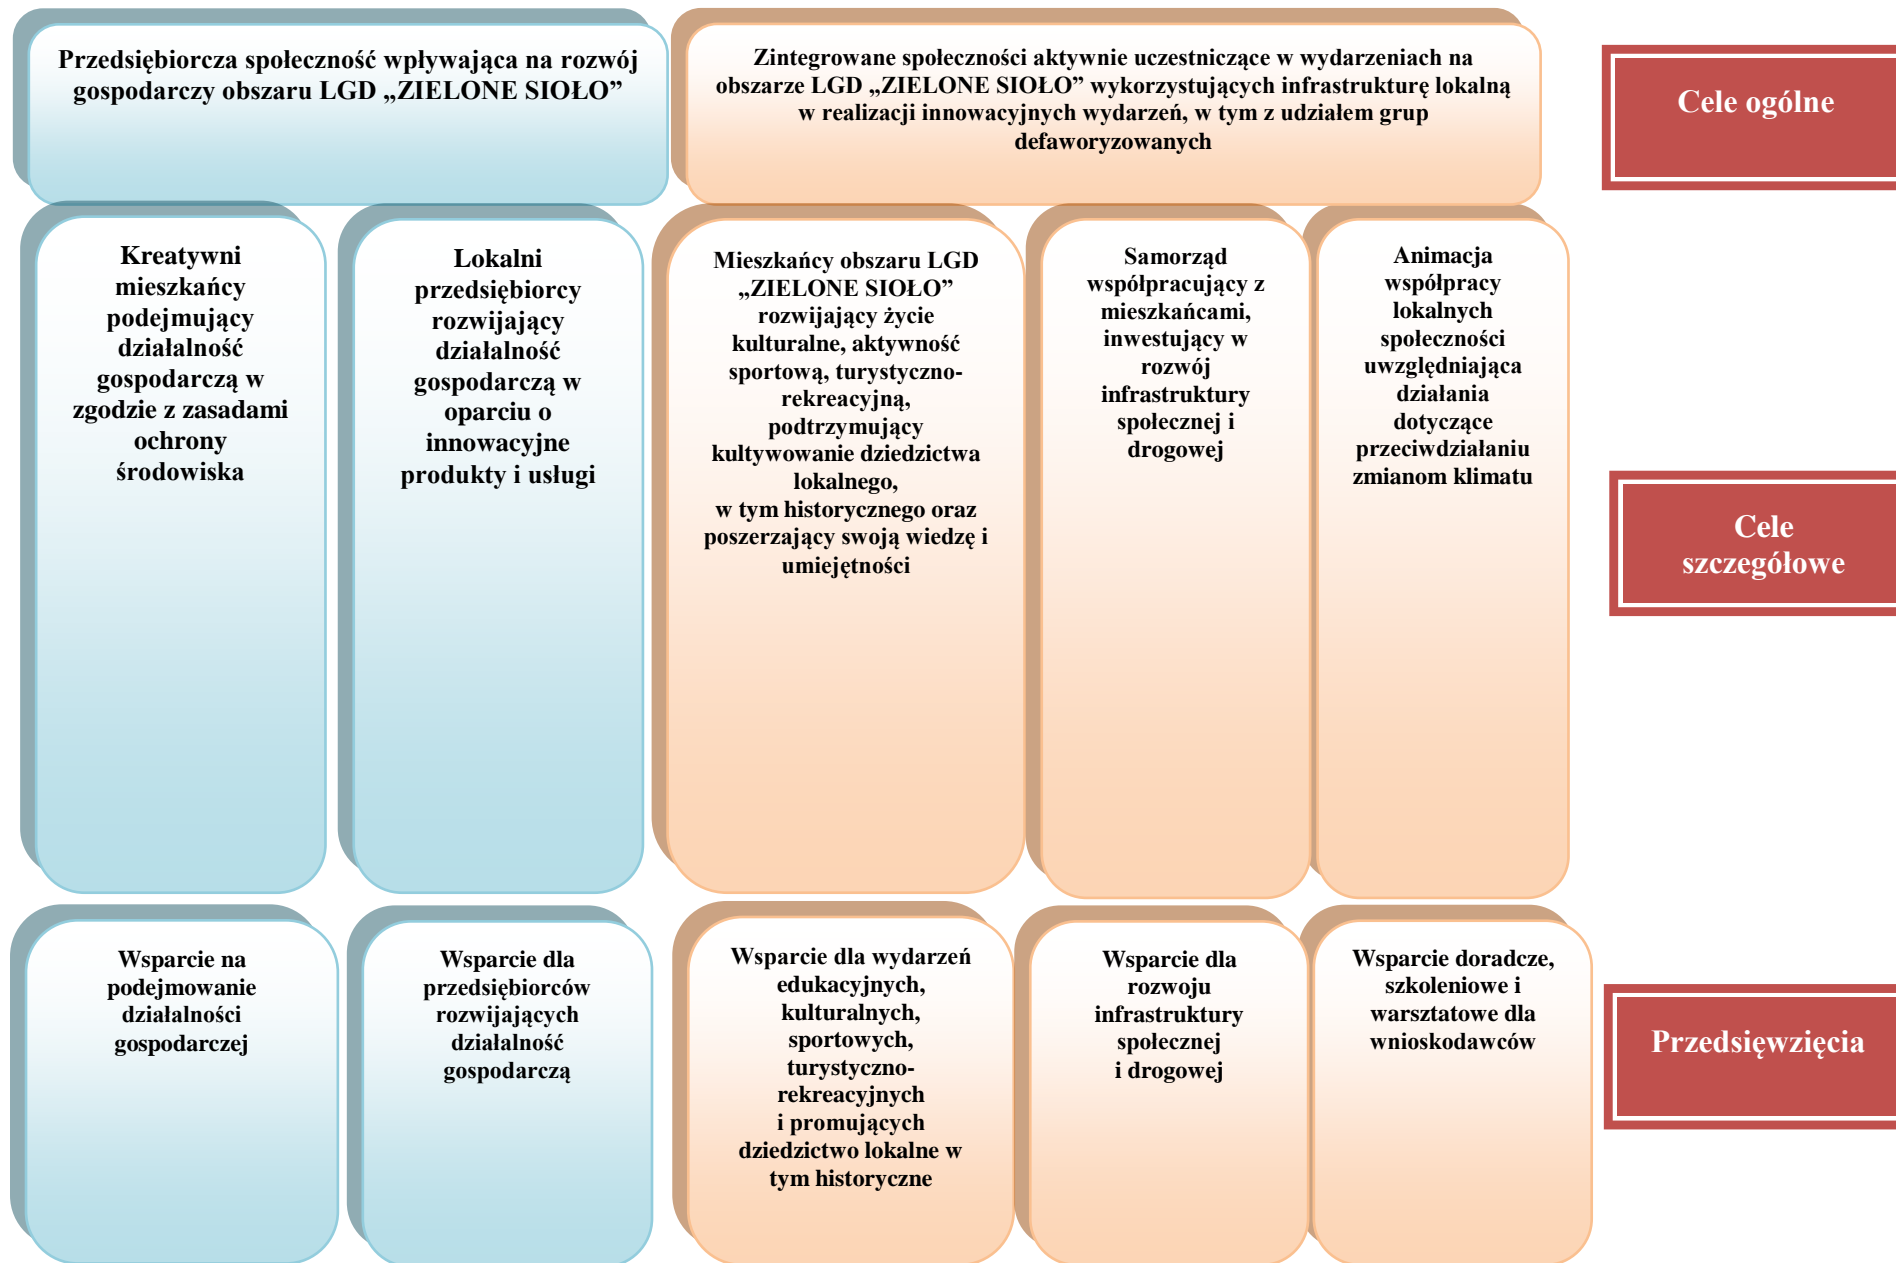 Przedsiębiorcza społeczność wpływająca na rozwój
gospodarczy obszaru LGD „ZIELONE SIOŁO”
Zintegrowane społeczności aktywnie uczestniczące w wydarzeniach na
obszarze LGD „ZIELONE SIOŁO” wykorzystujących infrastrukturę lokalną
w realizacji innowacyjnych wydarzeń, w tym z udziałem grup
defaworyzowanych
Cele ogólne
Kreatywni
mieszkańcy
podejmujący
działalność
gospodarczą w
zgodzie z zasadami
ochrony
środowiska
Lokalni
przedsiębiorcy
rozwijający
działalność
gospodarczą w
oparciu o
innowacyjne
produkty i usługi
Mieszkańcy obszaru LGD
„ZIELONE SIOŁO”
rozwijający życie
kulturalne, aktywność
sportową, turystyczno-
rekreacyjną,
podtrzymujący
kultywowanie dziedzictwa
lokalnego,
w tym historycznego oraz
poszerzający swoją wiedzę i
umiejętności
Samorząd
współpracujący z
mieszkańcami,
inwestujący w
rozwój
infrastruktury
społecznej i
drogowej
Animacja
współpracy
lokalnych
społeczności
uwzględniająca
działania
dotyczące
przeciwdziałaniu
zmianom klimatu
Cele
szczegółowe
Wsparcie na
podejmowanie
działalności
gospodarczej
Wsparcie dla
przedsiębiorców
rozwijających
działalność
gospodarczą
Wsparcie dla wydarzeń
edukacyjnych,
kulturalnych,
sportowych,
turystyczno-
rekreacyjnych
i promujących
dziedzictwo lokalne w
tym historyczne
Wsparcie dla
rozwoju
infrastruktury
społecznej
i drogowej
Wsparcie doradcze,
szkoleniowe i
warsztatowe dla
wnioskodawców
Przedsięwzięcia